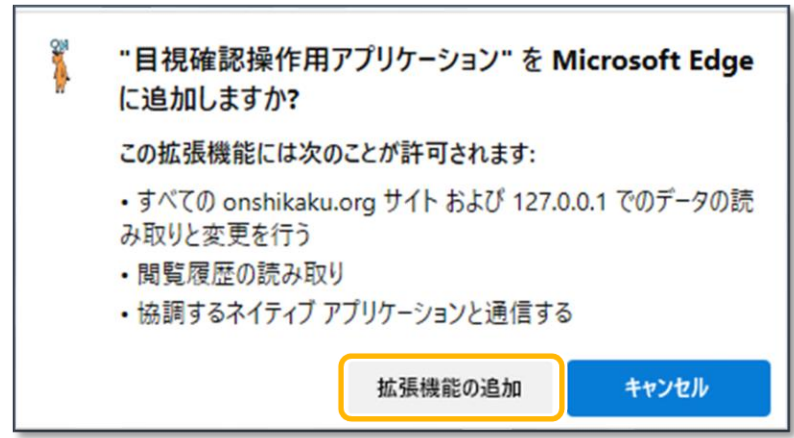 ON
"目視確認操作用アプリケーション" を Microsoft Edge
に追加しますか?
この拡張機能には次のことが許可されます:
• すべての onshikaku.org サイト および 127.0.0.1 でのデータの読
み取りと変更を行う
• 閲覧履歴の読み取り
• 協調するネイティブ アプリケーションと通信する
拡張機能の追加
キャンセル